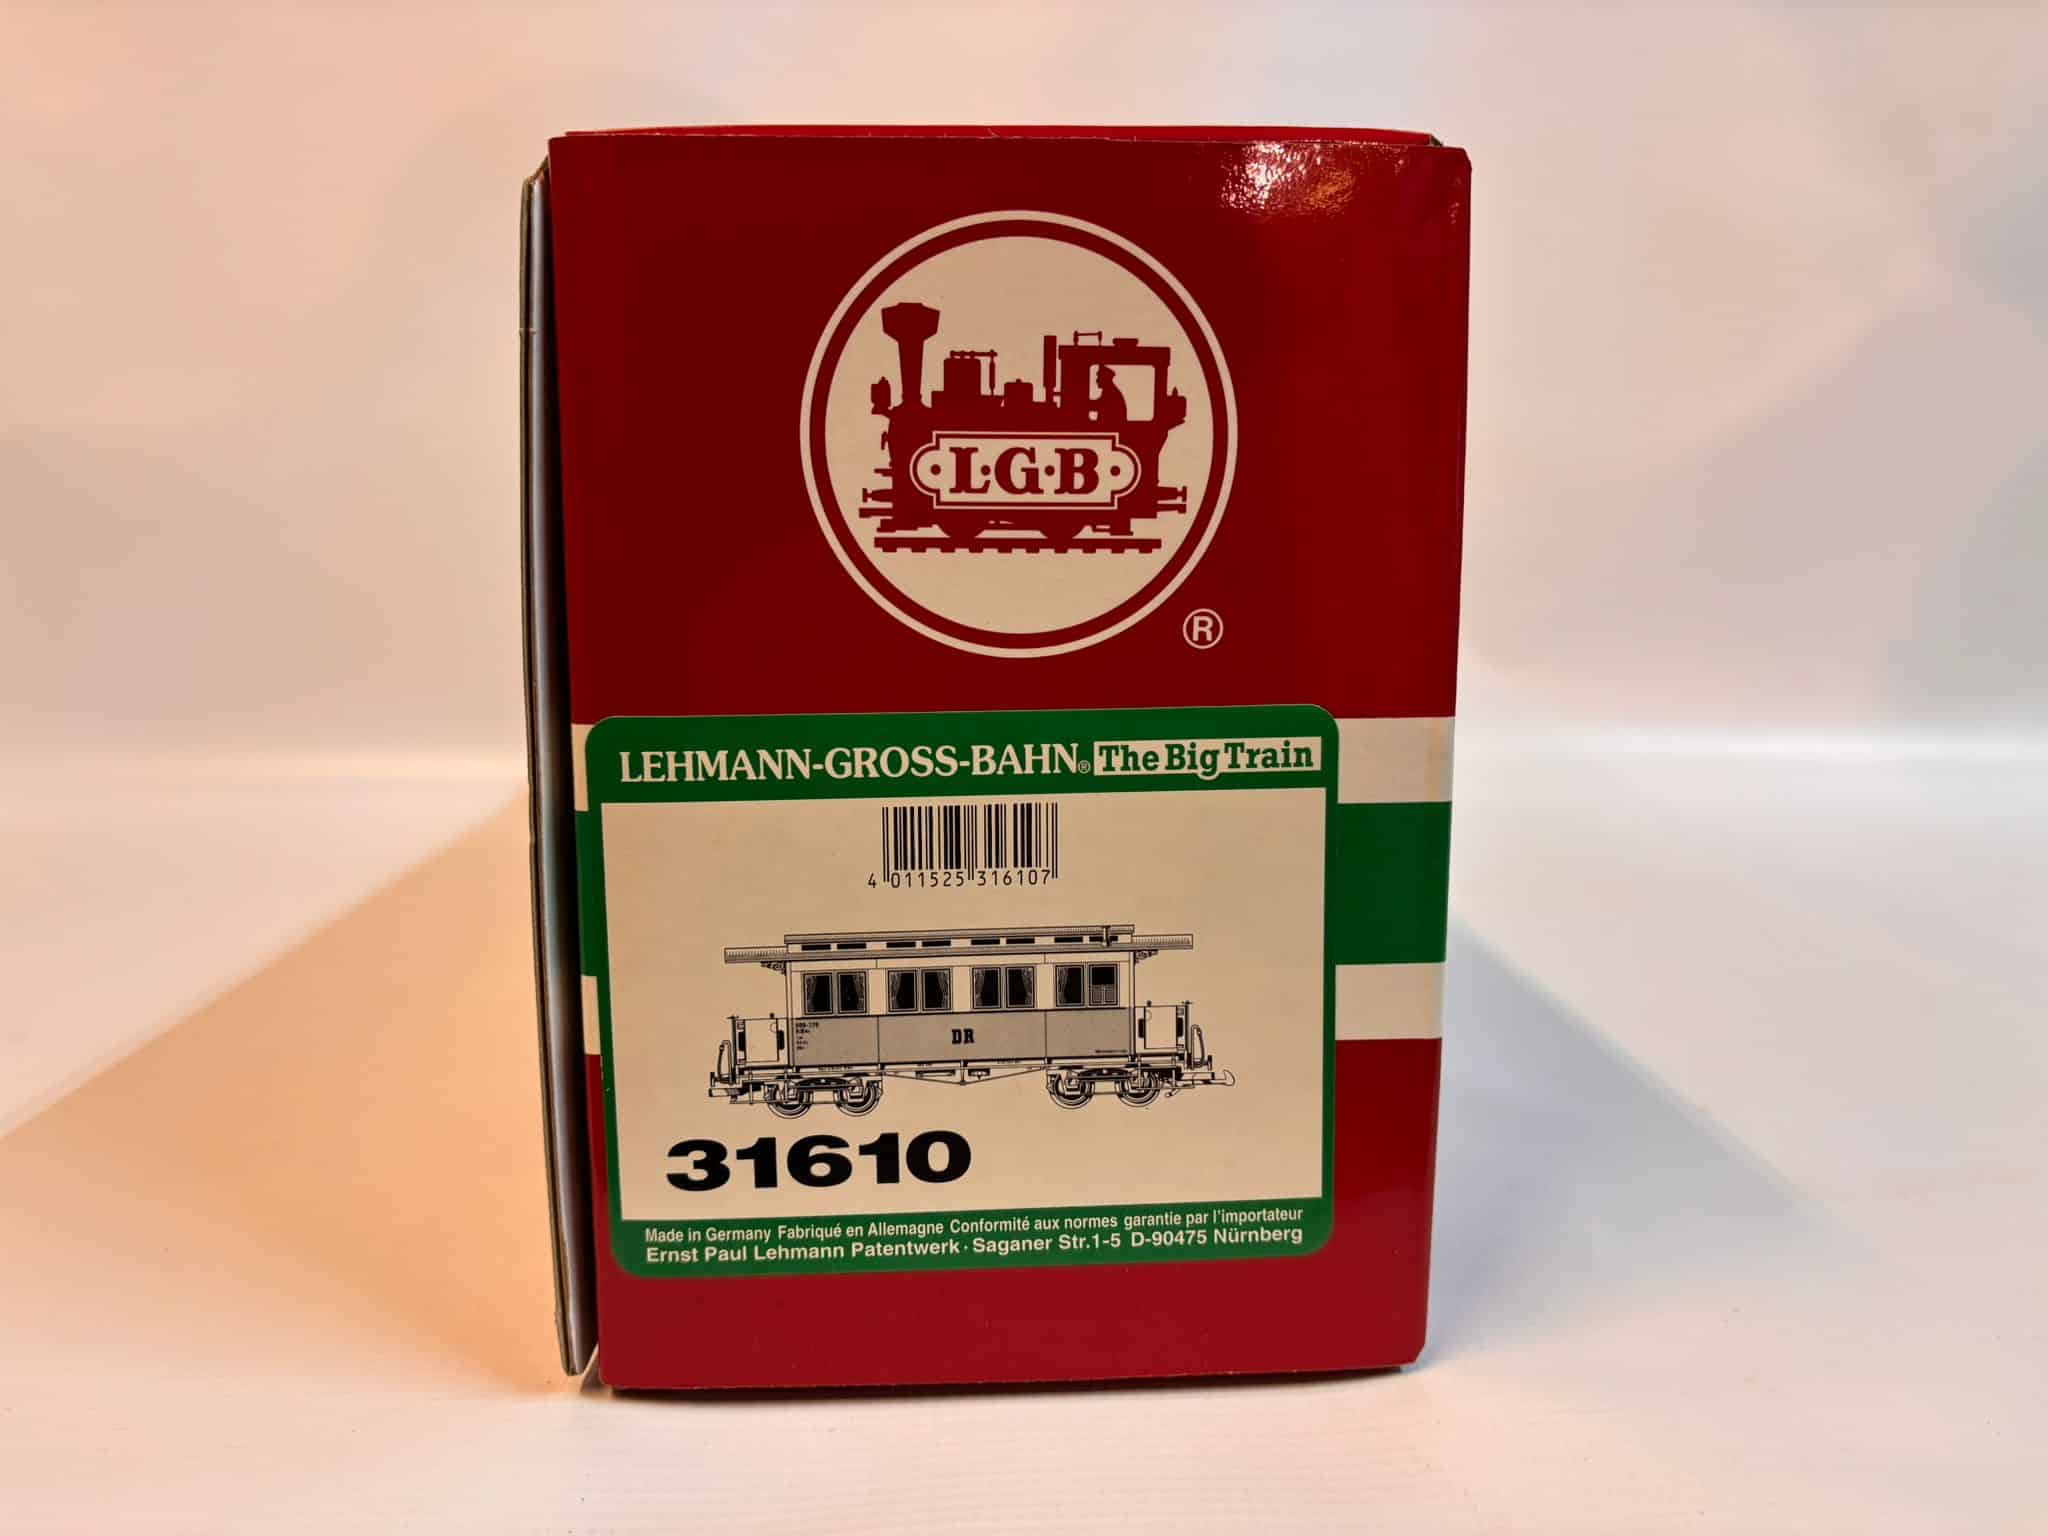 L·G·B
®
LEHMANN-GROSS-BAHN® The Big Train
4 011525 316107
DR
31610
Made in Germany Fabriqué en Allemagne Conformité aux normes garantie par l'importateur
Ernst Paul Lehmann Patentwerk · Saganer Str.1-5 D-90475 Nürnberg